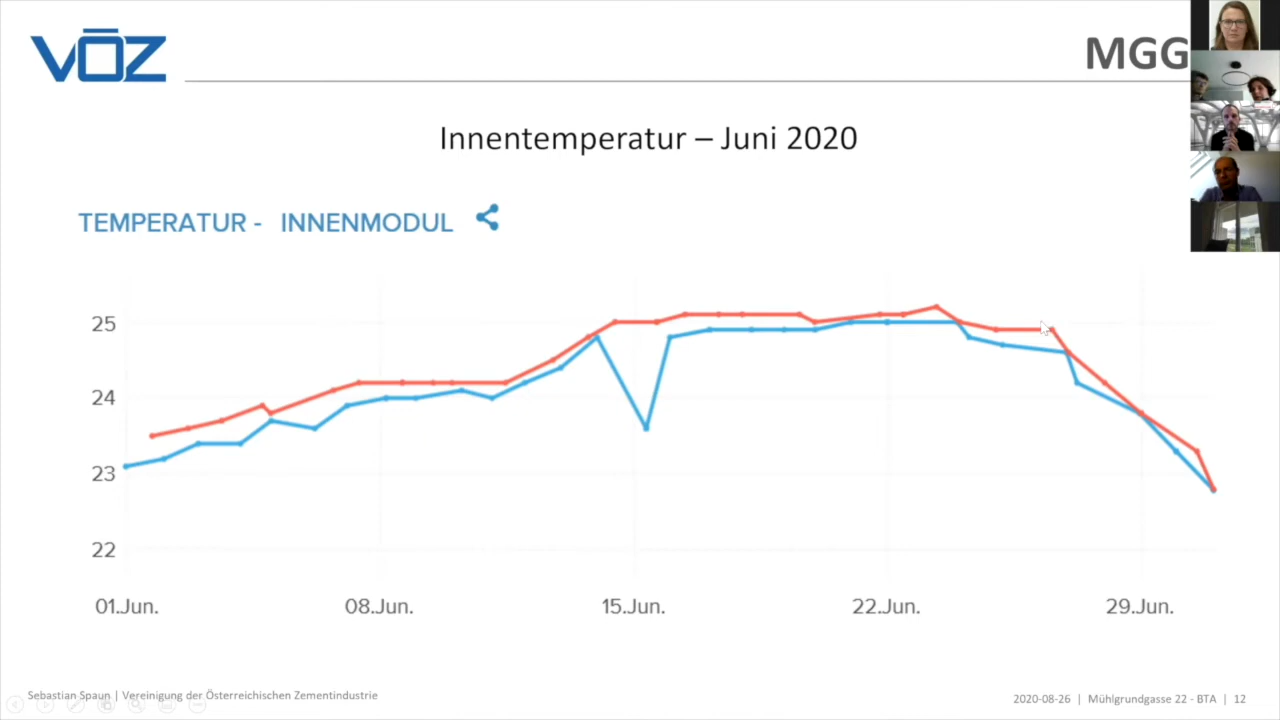 VŌZ
MGG
Innentemperatur – Juni 2020
TEMPERATUR - INNENMODUL
25
24
23
22
01.Jun. 08.Jun. 15.Jun. 22.Jun. 29.Jun.
Sebastian Spaun | Vereinigung der Österreichischen Zementindustrie
2020-08-26 | Mühlgrundgasse 22 - BTA | 12